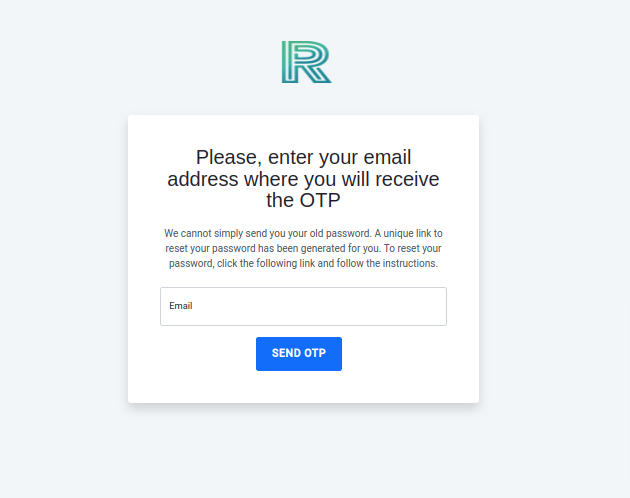 R
Please, enter your email
address where you will receive
the OTP
We cannot simply send you your old password. A unique link to
reset your password has been generated for you. To reset your
password, click the following link and follow the instructions.
Email
SEND OTP